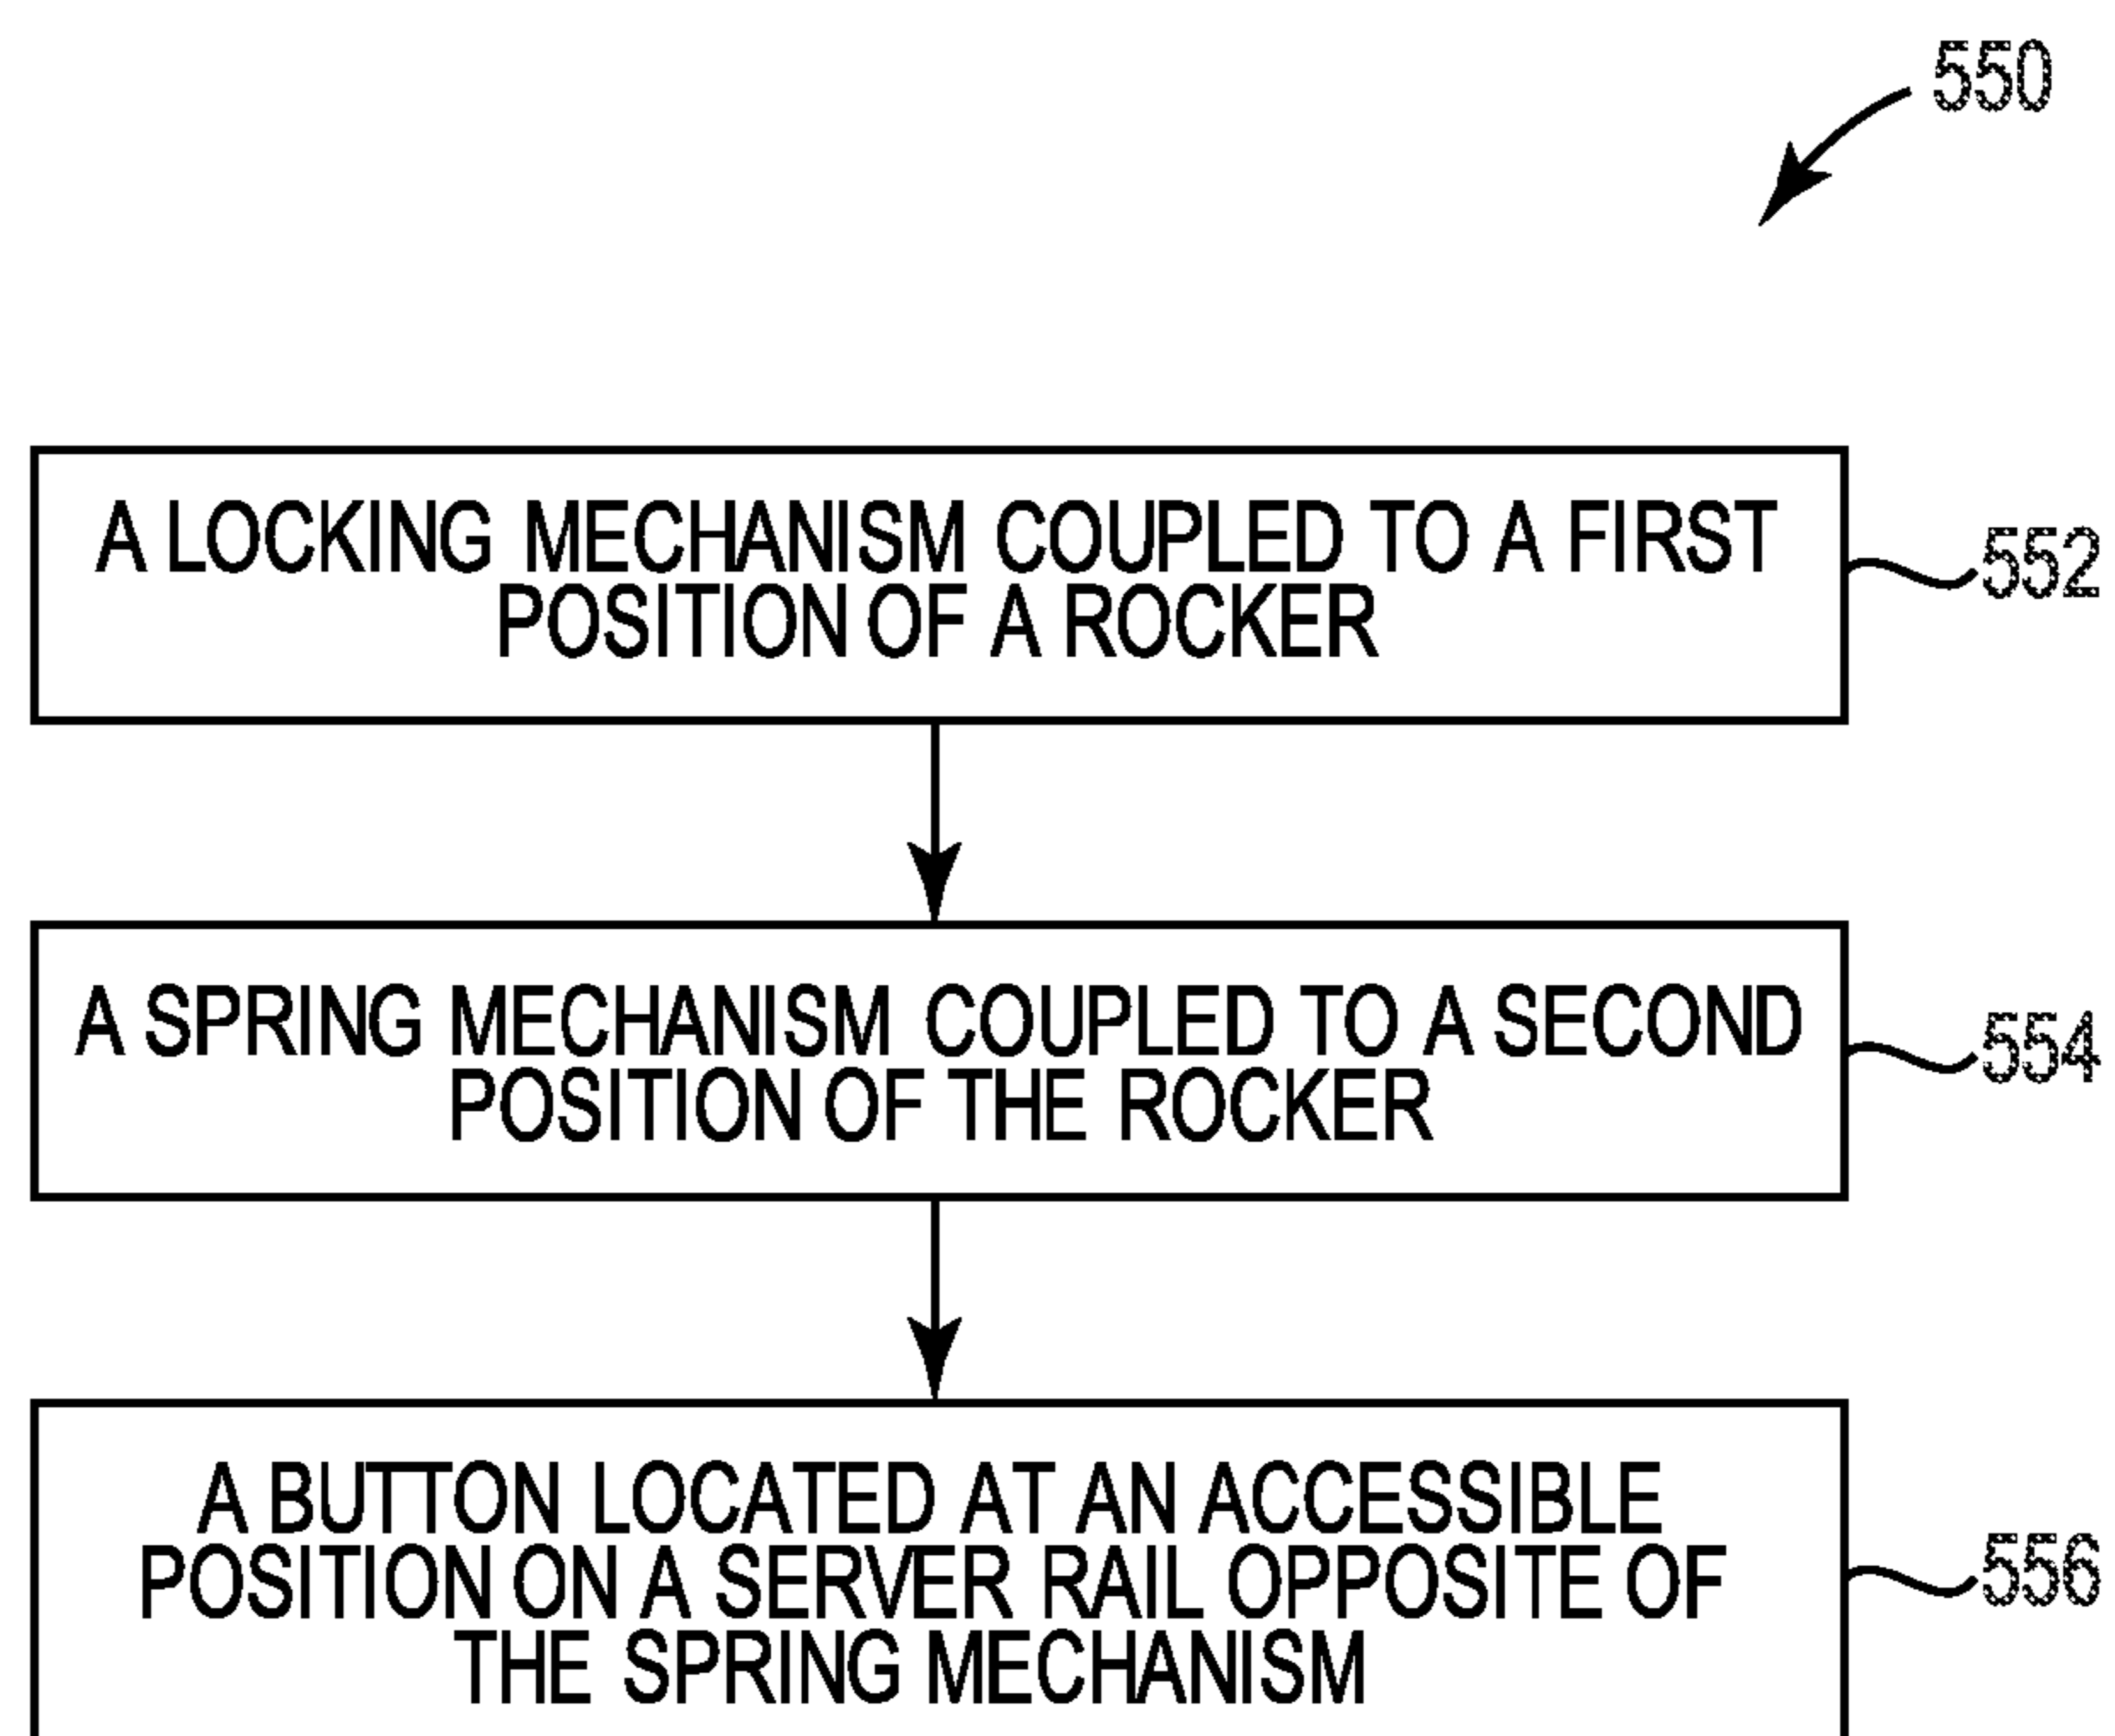 550
A LOCKING MECHANISM COUPLED TO A FIRST
POSITION OF A ROCKER
552
A SPRING MECHANISM COUPLED TO A SECOND
POSITION OF THE ROCKER
554
A BUTTON LOCATED AT AN ACCESSIBLE
POSITION ON A SERVER RAIL OPPOSITE OF
THE SPRING MECHANISM
556